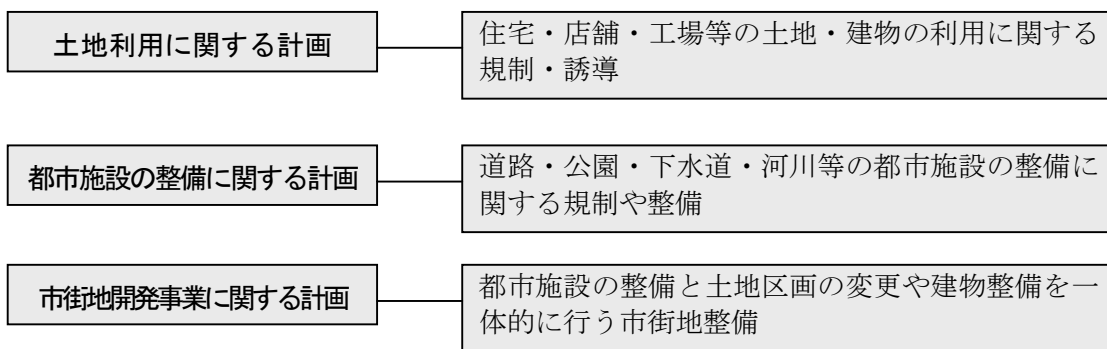 土地利用に関する計画
住宅・店舗・工場等の土地・建物の利用に関する
規制・誘導
都市施設の整備に関する計画
道路・公園・下水道・河川等の都市施設の整備に
関する規制や整備
市街地開発事業に関する計画
都市施設の整備と土地区画の変更や建物整備を一
体的に行う市街地整備